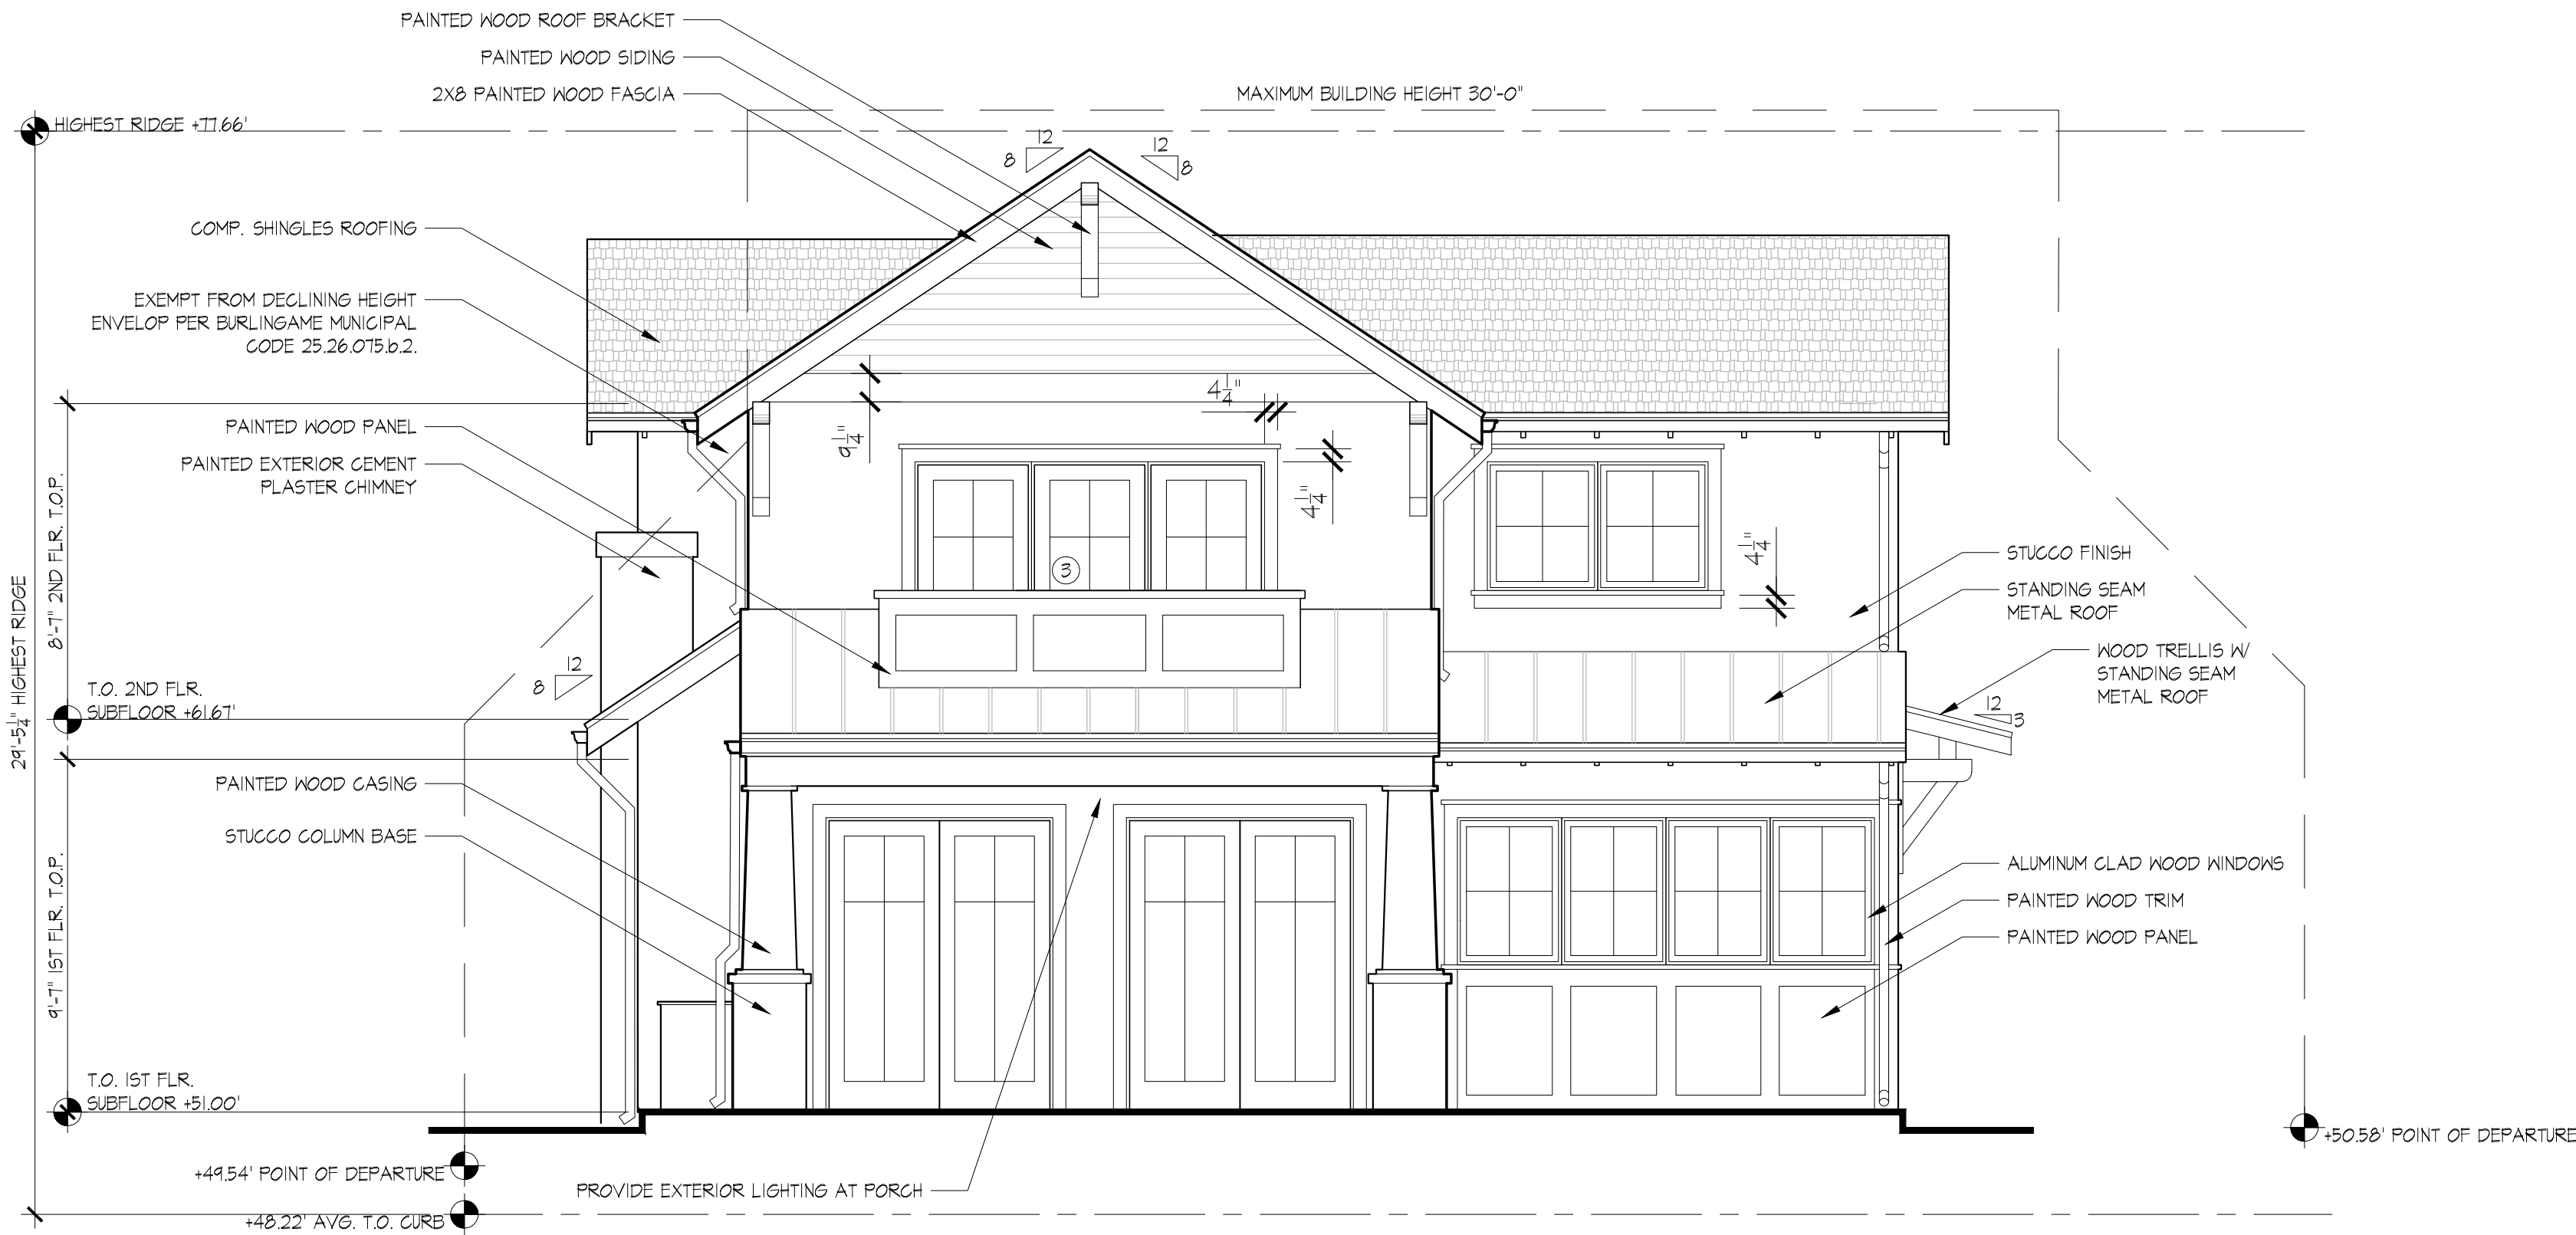 PAINTED WOOD ROOF BRACKET
PAINTED WOOD SIDING
2X8 PAINTED WOOD FASCIA
MAXIMUM BUILDING HEIGHT 30'-0"
HIGHEST RIDGE +77.66'
12
8
12
8
COMP. SHINGLES ROOFING
EXEMPT FROM DECLINING HEIGHT
ENVELOP PER BURLINGAME MUNICIPAL
CODE 25.26.075.b.2.
4 1/4"
9 1/4"
PAINTED WOOD PANEL
PAINTED EXTERIOR CEMENT
PLASTER CHIMNEY
4 1/4"
4 1/4"
3
STUCCO FINISH
STANDING SEAM
METAL ROOF
WOOD TRELLIS W/
STANDING SEAM
METAL ROOF
12
3
12
8
8'-7" 2ND FLR. T.O.P.
29'-5 1/4" HIGHEST RIDGE
T.O. 2ND FLR.
SUBFLOOR +61.67'
PAINTED WOOD CASING
STUCCO COLUMN BASE
9'-7" 1ST FLR. T.O.P.
ALUMINUM CLAD WOOD WINDOWS
PAINTED WOOD TRIM
PAINTED WOOD PANEL
T.O. 1ST FLR.
SUBFLOOR +51.00'
+50.58' POINT OF DEPARTURE
+49.54' POINT OF DEPARTURE
PROVIDE EXTERIOR LIGHTING AT PORCH
+48.22' AVG. T.O. CURB